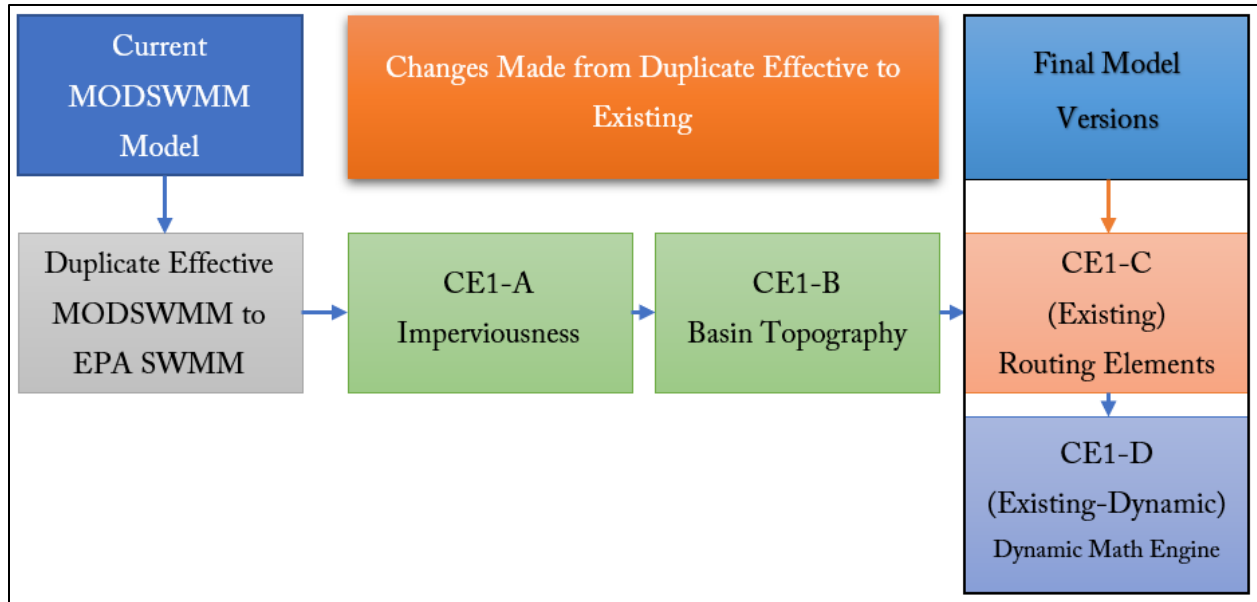 Current
MODSWMM
Model
Changes Made from Duplicate Effective to
Existing
Final Model
Versions
Duplicate Effective
MODSWMM to
EPA SWMM
CE1-A
Imperviousness
CE1-B
Basin Topography
CE1-C
(Existing)
Routing Elements
CE1-D
(Existing-Dynamic)
Dynamic Math Engine